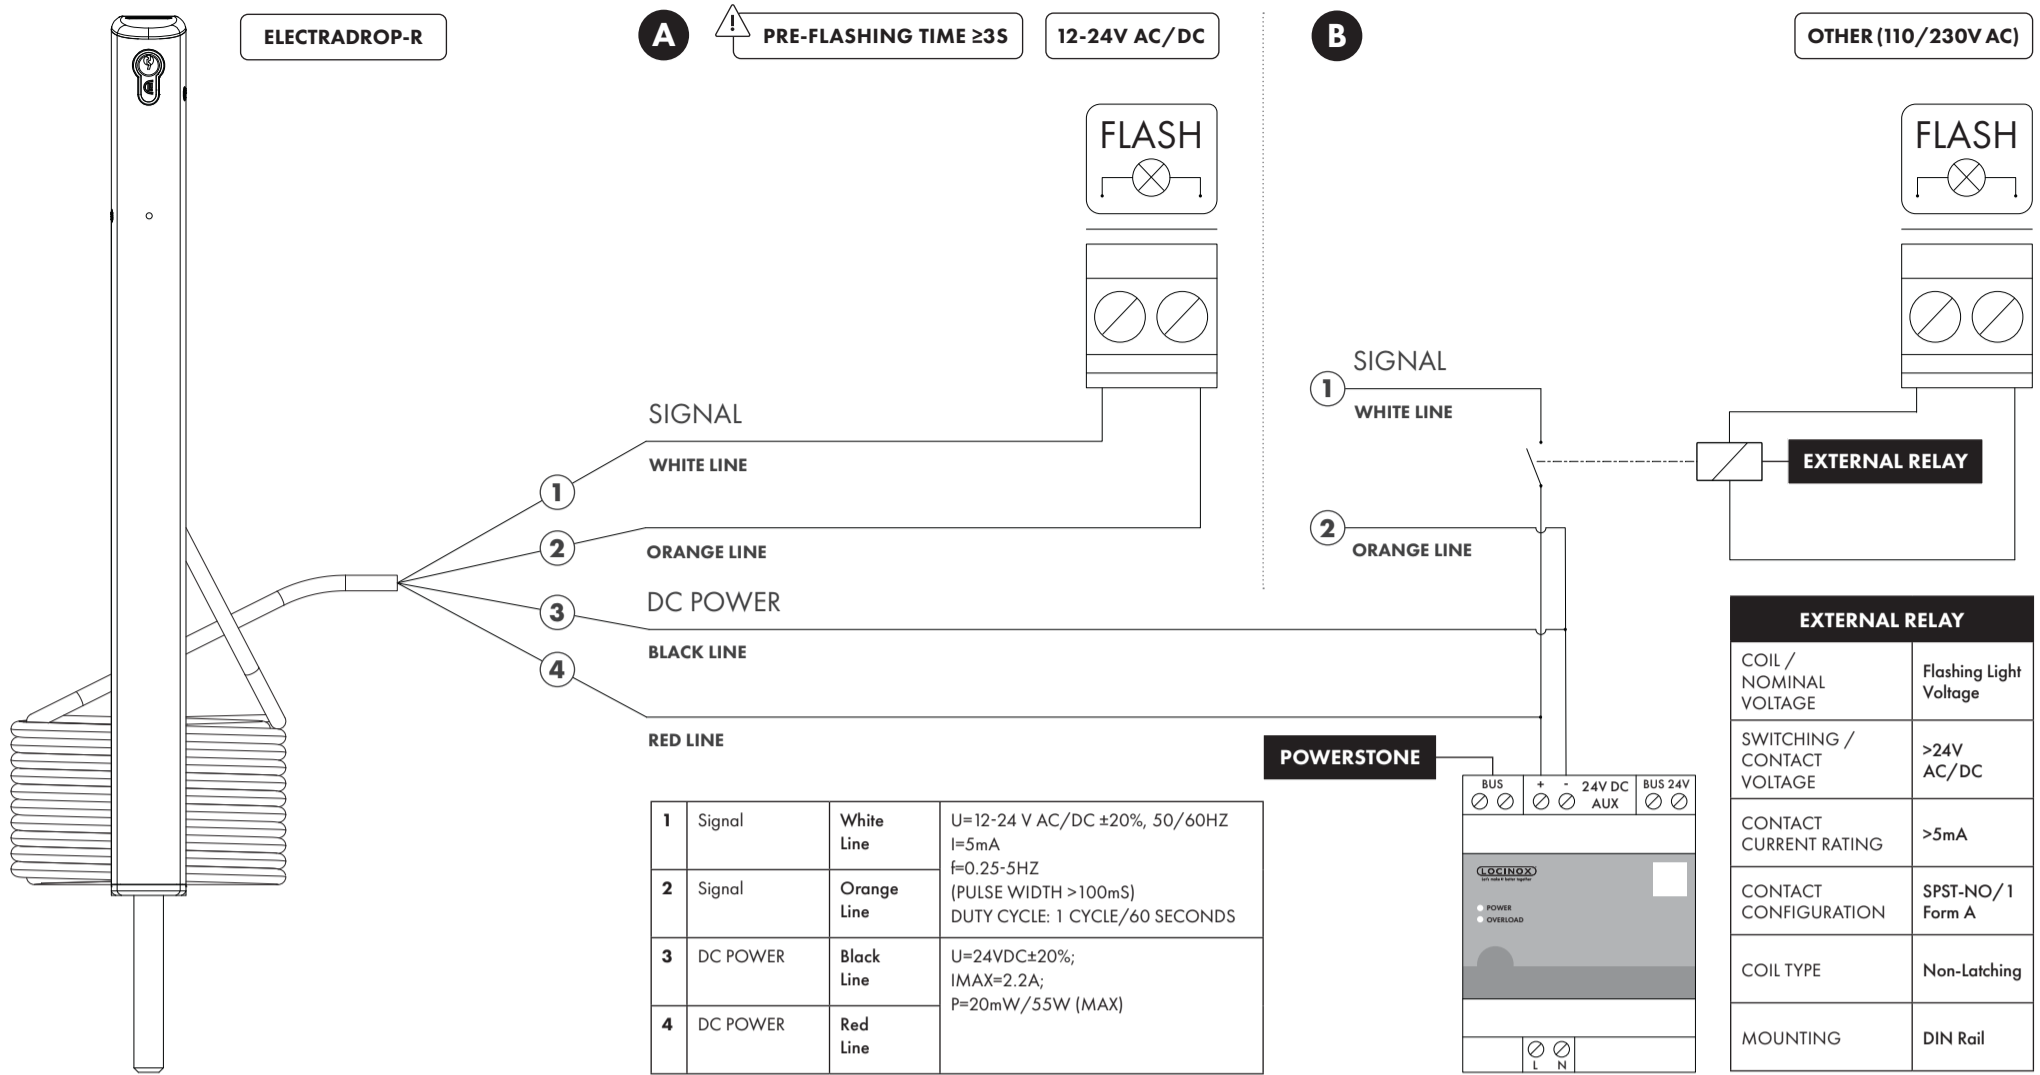 ELECTRADROP-R
A
! PRE-FLASHING TIME ≥3S
12-24V AC/DC
B
OTHER (110/230V AC)
FLASH
FLASH
SIGNAL
1
WHITE LINE
2
ORANGE LINE
DC POWER
3
BLACK LINE
4
RED LINE
SIGNAL
1
WHITE LINE
2
ORANGE LINE
EXTERNAL RELAY
POWERSTONE
BUS
+ -
24V DC
AUX
BUS 24V
LOCINOX
Let's make it better together
POWER
OVERLOAD
L N
1 Signal White
Line
2 Signal Orange
Line
U=12-24 V AC/DC ±20%, 50/60HZ
I=5mA
f=0.25-5HZ
(PULSE WIDTH >100mS)
DUTY CYCLE: 1 CYCLE/60 SECONDS
3 DC POWER Black
Line
4 DC POWER Red
Line
U=24VDC±20%;
IMAX=2.2A;
P=20mW/55W (MAX)
EXTERNAL RELAY
COIL /
NOMINAL
VOLTAGE
Flashing Light
Voltage
SWITCHING /
CONTACT
VOLTAGE
>24V
AC/DC
CONTACT
CURRENT RATING
>5mA
CONTACT
CONFIGURATION
SPST-NO/1
Form A
COIL TYPE
Non-Latching
MOUNTING
DIN Rail